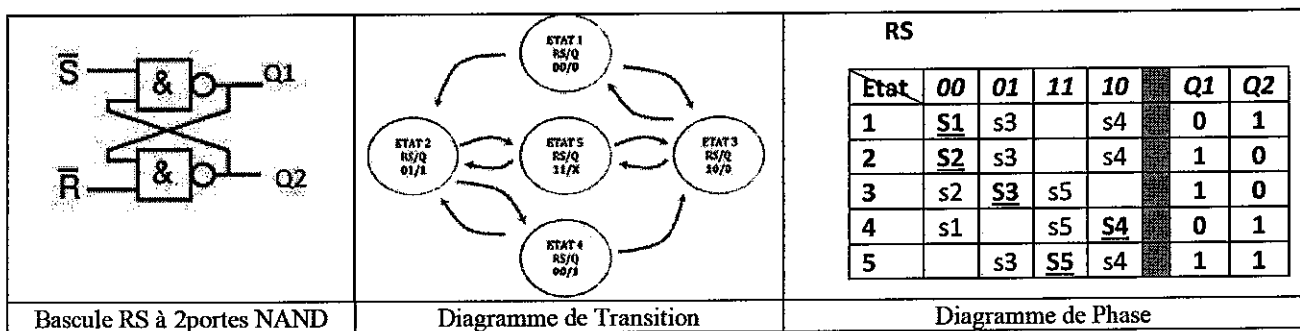 S̅
R̅
&
&
Q1
Q2
ETAT 1
RS/Q
00/0
ETAT 2
RS/Q
01/1
ETAT 5
RS/Q
11/X
ETAT 3
RS/Q
10/0
ETAT 4
RS/Q
00/1
RS
Etat 00 01 11 10 Q1 Q2
1 S1 s3 s4 0 1
2 S2 s3 s4 1 0
3 s2 S3 s5 1 0
4 s1 s5 S4 0 1
5 s3 S5 s4 1 1
Bascule RS à 2portes NAND
Diagramme de Transition
Diagramme de Phase